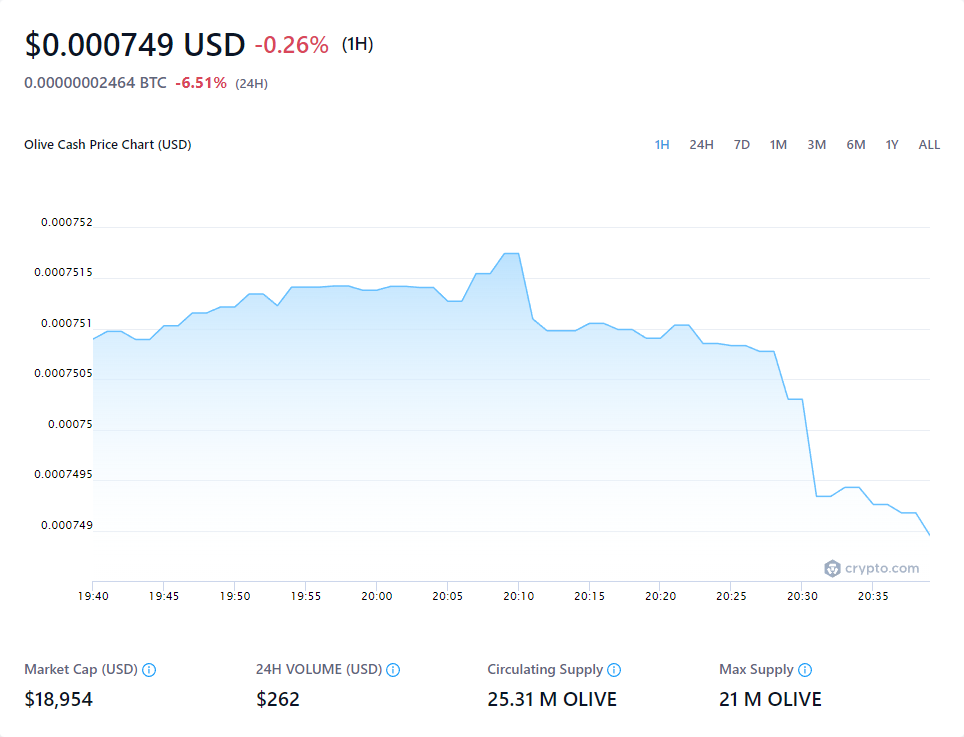 $0.000749 USD -0.26% (1H)
0.00000002464 BTC -6.51% (24H)
Olive Cash Price Chart (USD) 1H 24H 7D 1M 3M 6M 1Y ALL
0.000752
0.0007515
0.000751
0.0007505
0.00075
0.0007495
0.000749
crypto.com
19:40 19:45 19:50 19:55 20:00 20:05 20:10 20:15 20:20 20:25 20:30 20:35
Market Cap (USD) 24H VOLUME (USD) Circulating Supply Max Supply
$18,954 $262 25.31 M OLIVE 21 M OLIVE